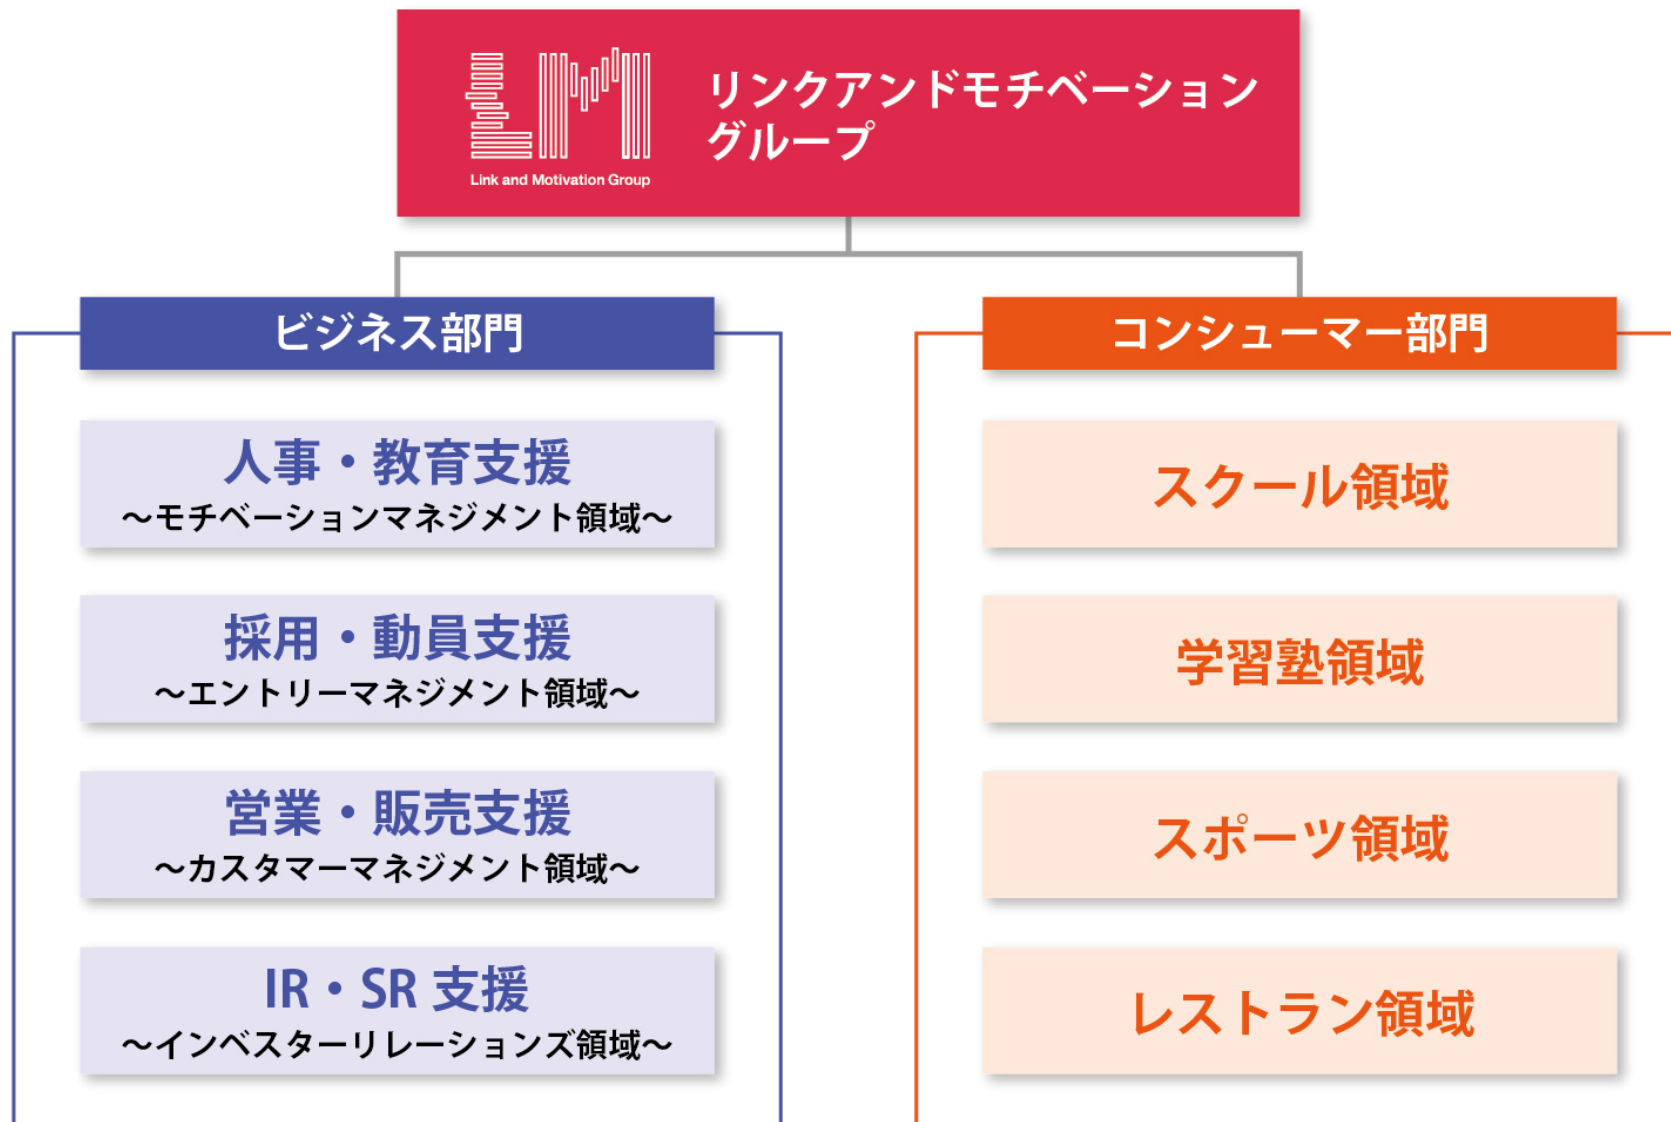 LM
Link and Motivation Group
リンクアンドモチベーション
グループ
ビジネス部門
人事・教育支援
～モチベーションマネジメント領域～
採用・動員支援
～エントリーマネジメント領域～
営業・販売支援
～カスタマーマネジメント領域～
IR・SR 支援
～インベスターリレーションズ領域～
コンシューマー部門
スクール領域
学習塾領域
スポーツ領域
レストラン領域